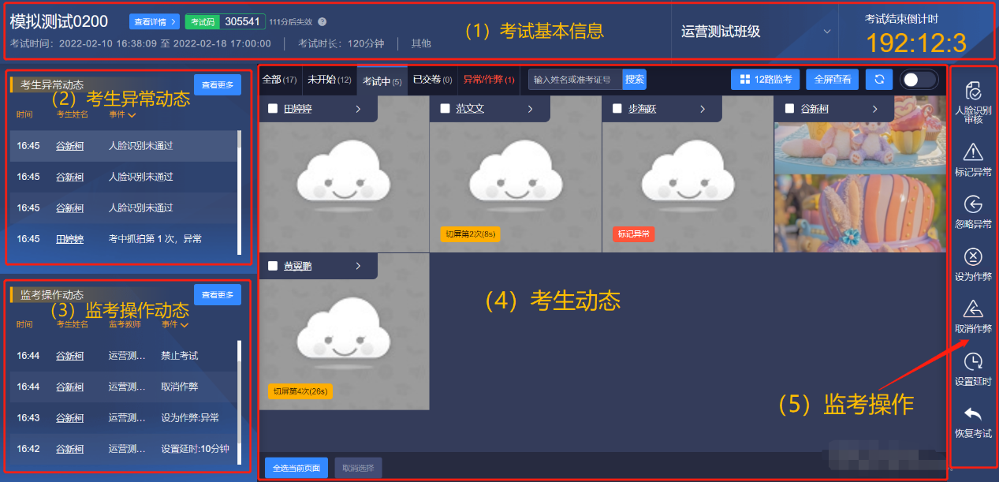 模拟测试0200
查看详情
考试码
305541
111分后失效
考试时间：2022-02-10 16:38:09 至 2022-02-18 17:00:00
考试时长：120分钟
其他
（1）考试基本信息
运营测试班级
考试结束倒计时
192:12:3
考生异常动态
查看更多
（2）考生异常动态
时间 考生姓名 事件
16:45 谷新柯 人脸识别未通过
16:45 谷新柯 人脸识别未通过
16:45 谷新柯 人脸识别未通过
16:45 田婷婷 考中抓拍第 1 次，异常
监考操作动态
查看更多
（3）监考操作动态
时间 考生姓名 监考教师 事件
16:44 谷新柯 运营测... 禁止考试
16:44 谷新柯 运营测... 取消作弊
16:43 谷新柯 运营测... 设为作弊:异常
16:42 谷新柯 运营测... 设置延时:10分钟
全部(17) 未开始(12) 考试中(5) 已交卷(0) 异常/作弊(1)
输入姓名或准考证号
搜索
12路监考
全屏查看
田婷婷
范文文
步海跃
谷新柯
切屏第2次(8s)
标记异常
黄翼鹏
切屏第4次(26s)
（4）考生动态
（5）监考操作
全选当前页面
取消选择
人脸识别
审核
标记异常
忽略异常
设为作弊
取消作弊
设置延时
恢复考试